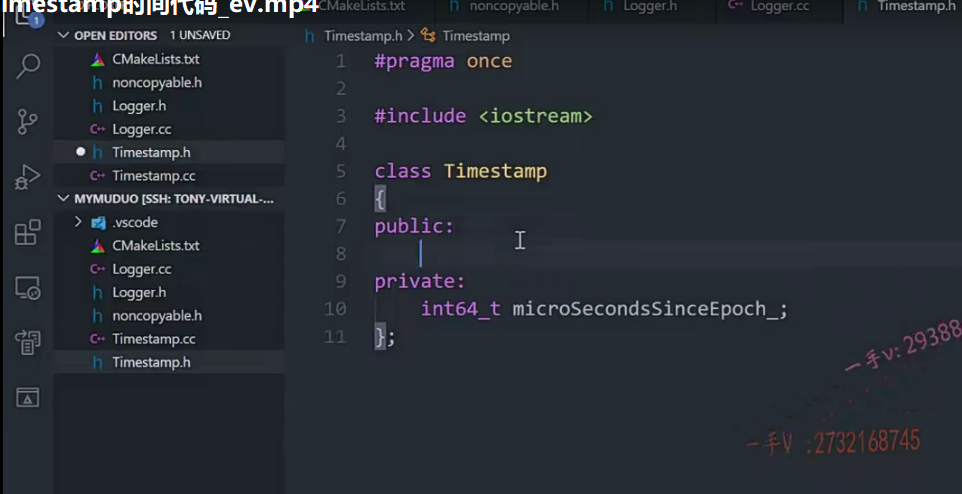 imestamp时间代码_ev.mp4
CMakeLists.txt
noncopyable.h
Logger.h
Logger.cc
Timestamp.h
1
OPEN EDITORS 1 UNSAVED
CMakeLists.txt
noncopyable.h
Logger.h
Logger.cc
Timestamp.h
Timestamp.cc
MYMUDUO [SSH: TONY-VIRTUAL-...
.vscode
CMakeLists.txt
Logger.cc
Logger.h
noncopyable.h
Timestamp.cc
Timestamp.h
Timestamp.h > Timestamp
1 #pragma once
2
3 #include <iostream>
4
5 class Timestamp
6 {
7 public:
8
9 private:
10 int64_t microSecondsSinceEpoch_;
11 };
一手v:29388
一手V :2732168745